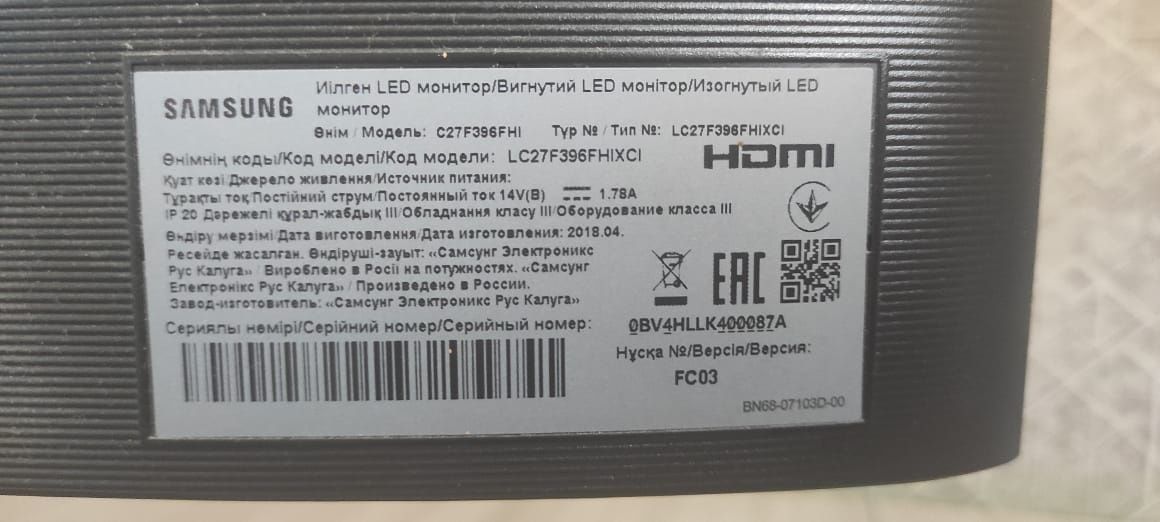 SAMSUNG
Иілген LED монитор/Вигнутий LED монітор/Изогнутый LED
монитор
Өнім / Модель: C27F396FHI Түр № / Тип №: LC27F396FHIXCI
Өнімнің коды/Код моделі/Код модели: LC27F396FHIXCI
HDMI
Қуат көзі/Джерело живлення/Источник питания:
Тұрақты тоқ/Постійний струм/Постоянный ток 14V(В) 1.78A
IP 20 Дәрежелі құрал-жабдық III/Обладнання класу III/Оборудование класса III
Өндіру мерзімі/Дата виготовлення/Дата изготовления: 2018.04.
Ресейде жасалған. Өндіруші-зауыт: «Самсунг Электроникс
Рус Калуга» / Вироблено в Росії на потужностях. «Самсунг
Електронікс Рус Калуга» / Произведено в России.
Завод-изготовитель: «Самсунг Электроникс Рус Калуга»
EAC
Сериялы нөмірі/Серійний номер/Серийный номер: 0BV4HLLK400087A
Нұсқа №/Версія/Версия:
FC03
BN68-07103D-00